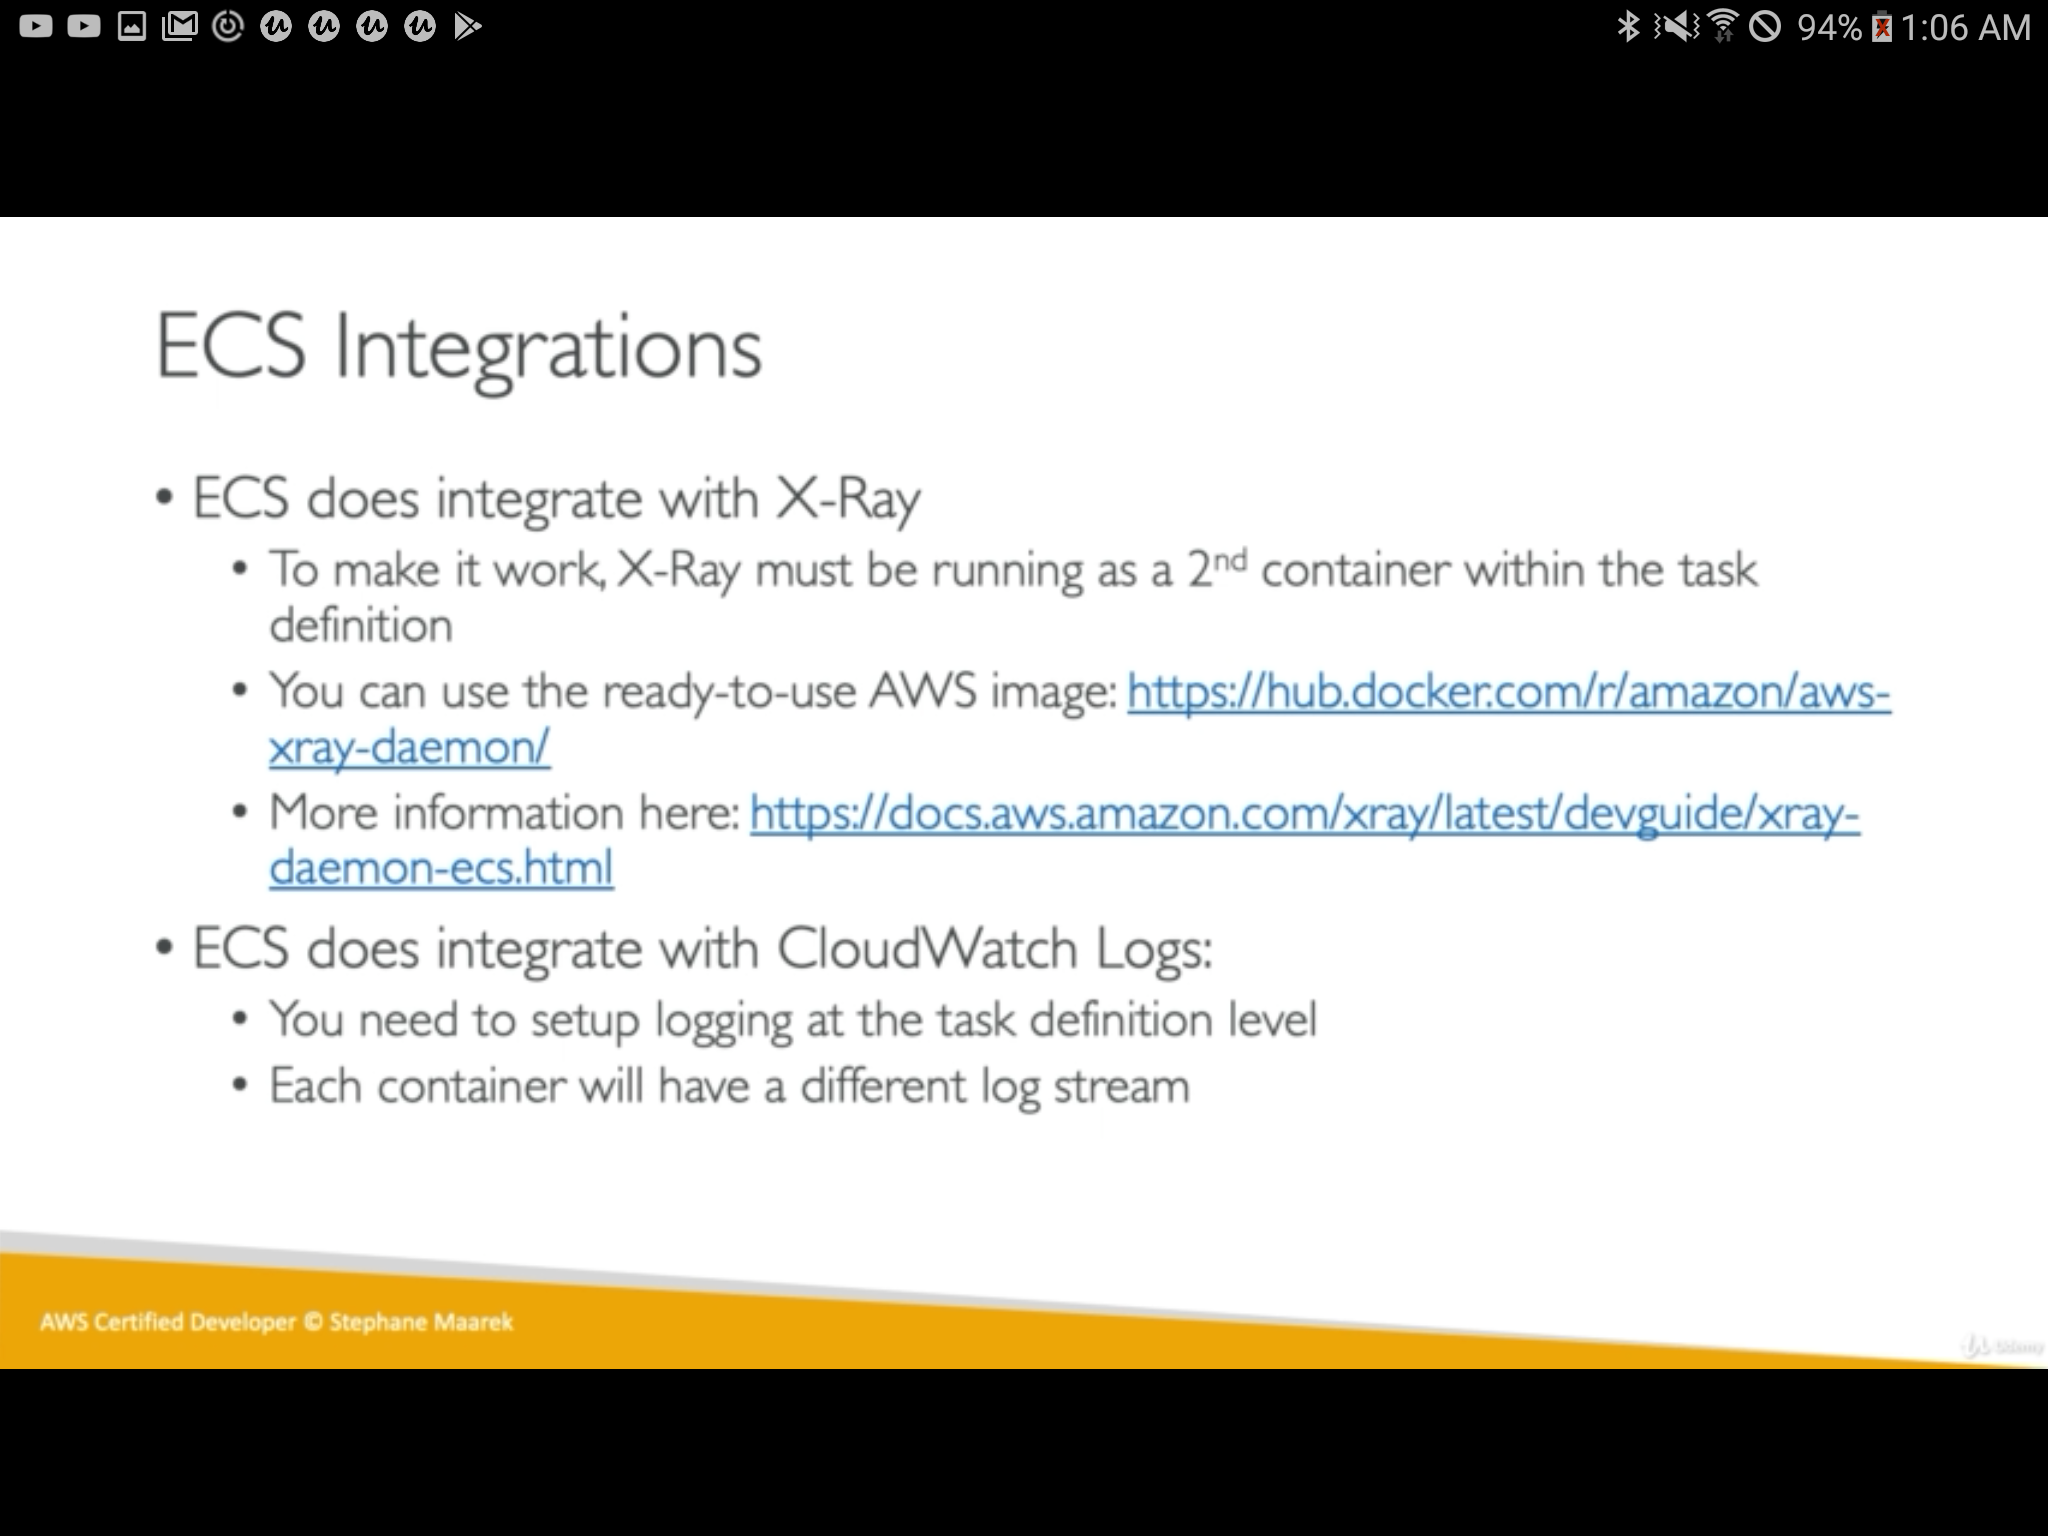 94% 1:06 AM
ECS Integrations
• ECS does integrate with X-Ray
• To make it work, X-Ray must be running as a 2nd container within the task
definition
• You can use the ready-to-use AWS image: https://hub.docker.com/r/amazon/aws-
xray-daemon/
• More information here: https://docs.aws.amazon.com/xray/latest/devguide/xray-
daemon-ecs.html
• ECS does integrate with CloudWatch Logs:
• You need to setup logging at the task definition level
• Each container will have a different log stream
AWS Certified Developer © Stephane Maarek
Udemy